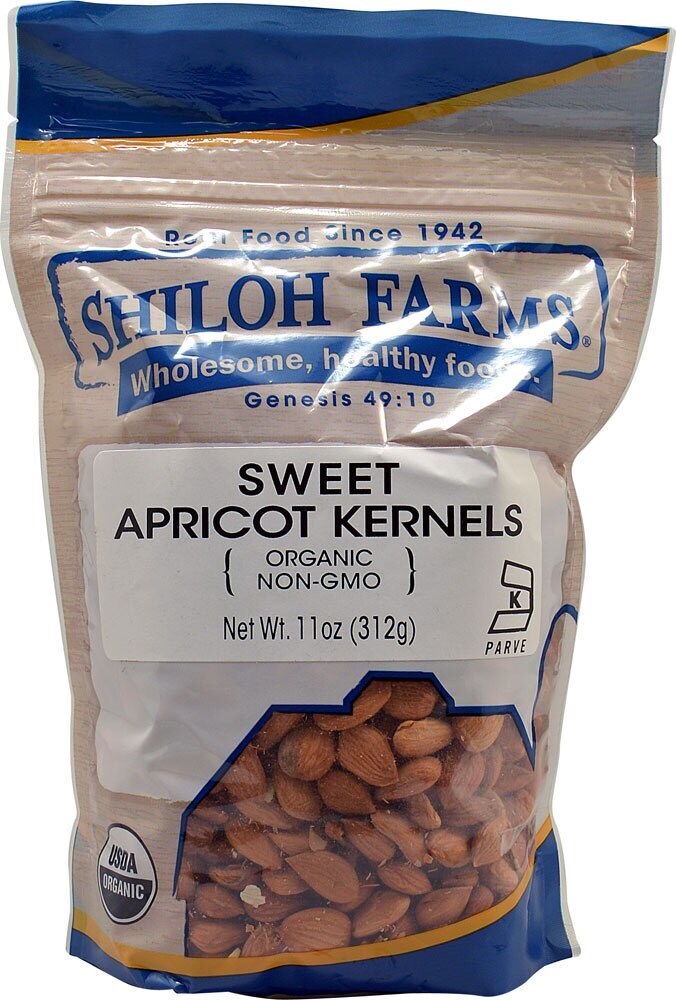 Real Food Since 1942
SHILOH FARMS®
Wholesome, healthy foods.
Genesis 49:10
SWEET
APRICOT KERNELS
{ ORGANIC
NON-GMO }
Net Wt. 11oz (312g)
K
PARVE
USDA
ORGANIC